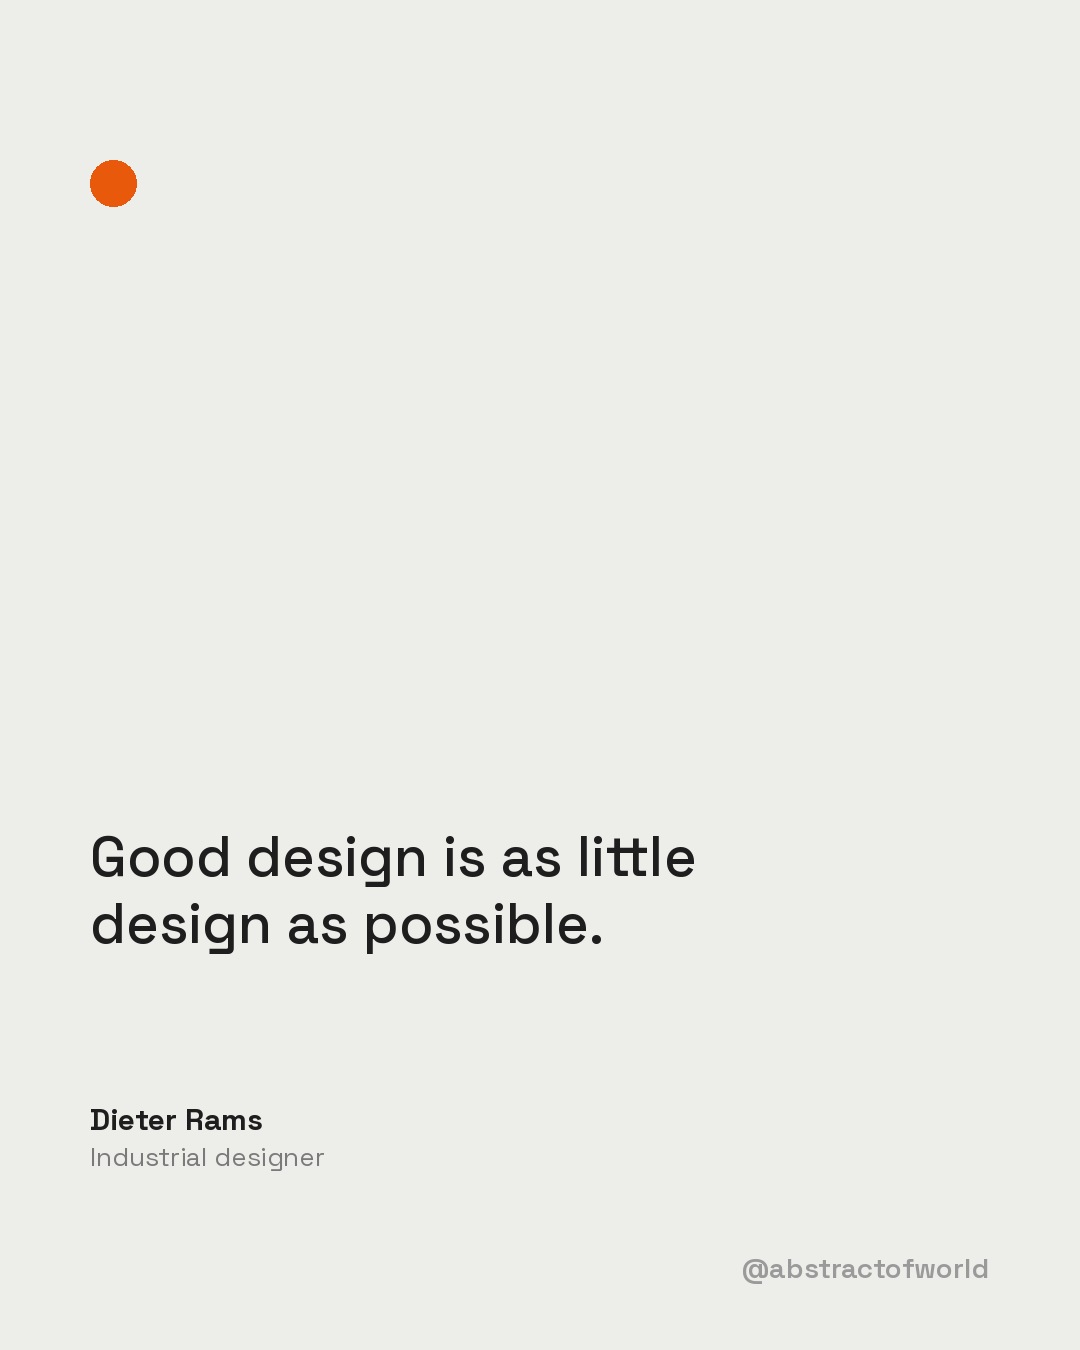 Good design is as little
design as possible.
Dieter Rams
Industrial designer
@abstractofworld